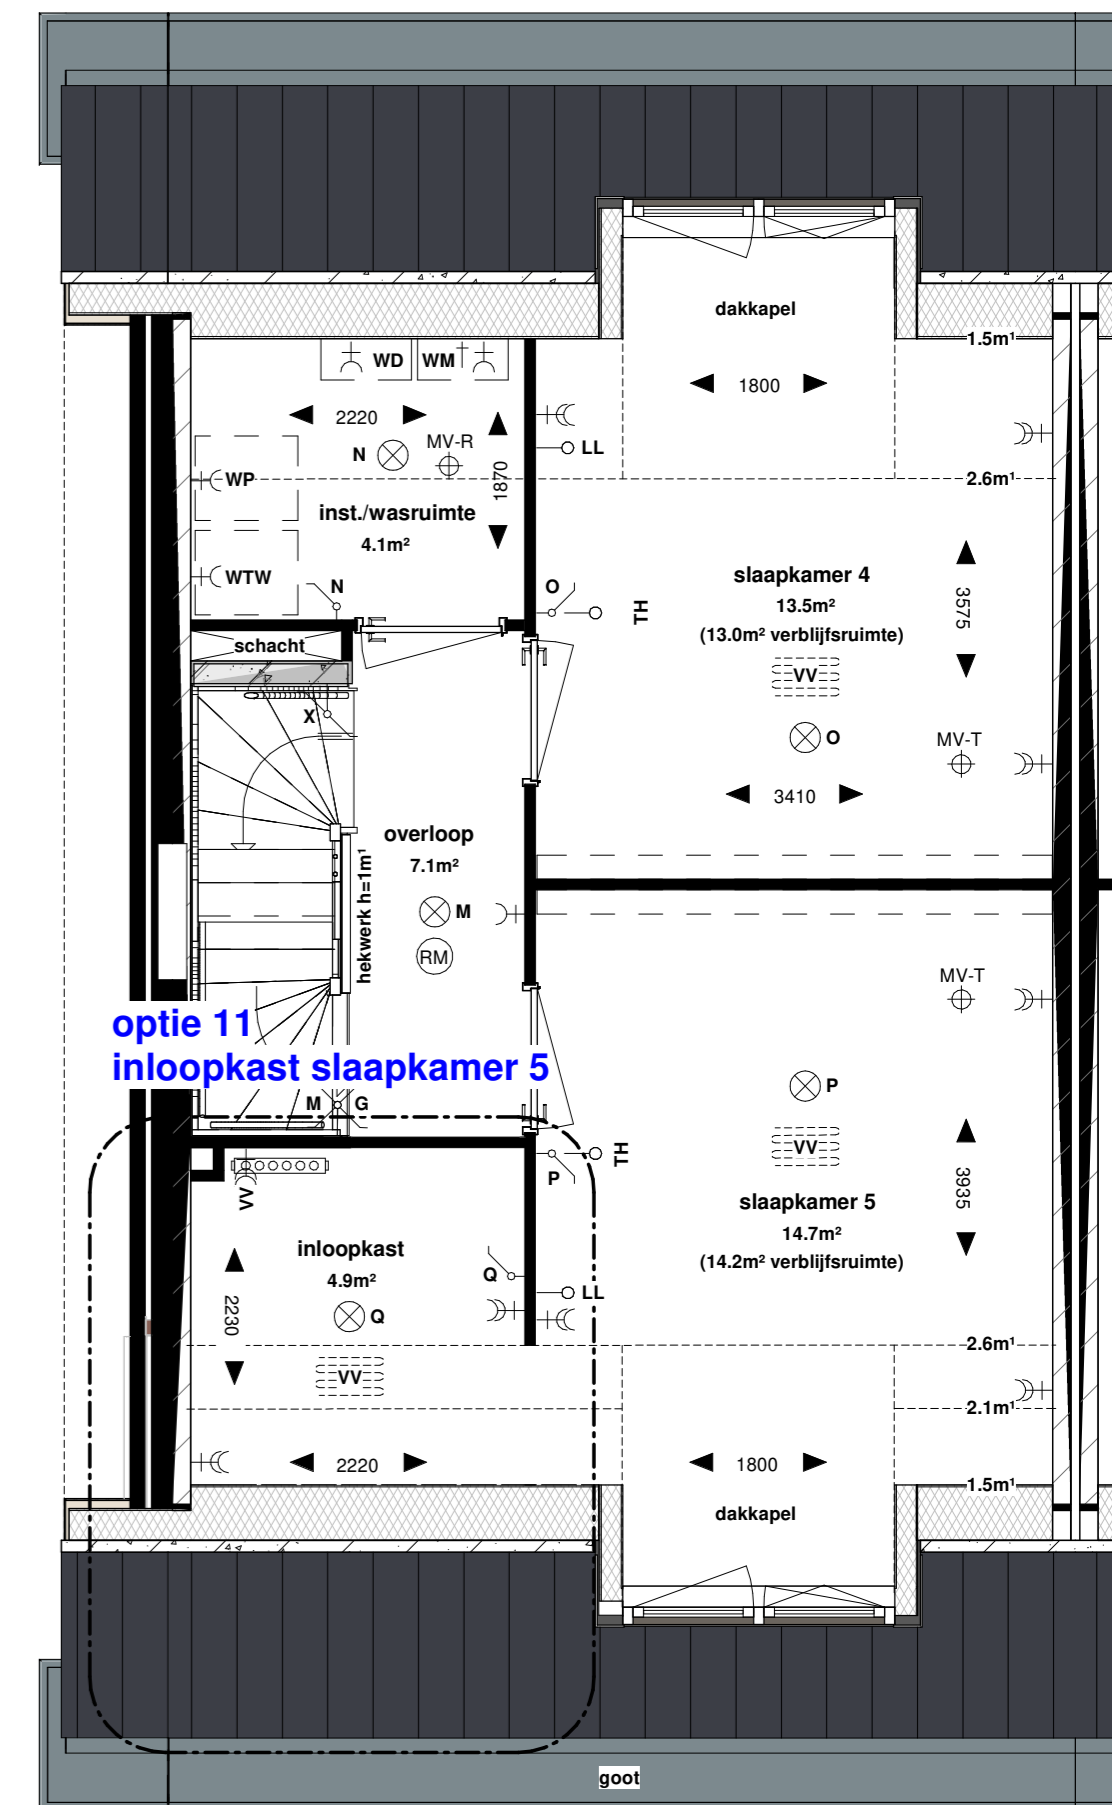 dakkapel
1.5m¹
1800
WD
WM
2220
LL
N
MV-R
1870
WP
2.6m¹
inst./wasruimte
4.1m²
WTW
N
O
TH
slaapkamer 4
13.5m²
(13.0m² verblijfsruimte)
3575
schacht
VV
X
O
MV-T
3410
overloop
7.1m²
hekwerk h=1m¹
M
RM
MV-T
optie 11
inloopkast slaapkamer 5
P
M
G
VV
TH
P
VV
3935
slaapkamer 5
14.7m²
(14.2m² verblijfsruimte)
inloopkast
4.9m²
Q
LL
2230
Q
2.6m¹
VV
2.1m¹
2220
1800
1.5m¹
dakkapel
goot